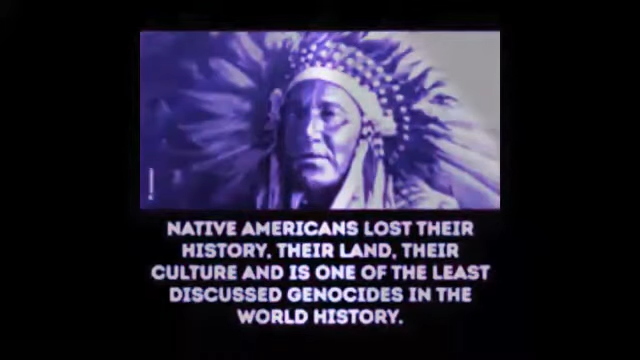 NATIVE AMERICANS LOST THEIR
HISTORY, THEIR LAND, THEIR
CULTURE AND IS ONE OF THE LEAST
DISCUSSED GENOCIDES IN THE
WORLD HISTORY.